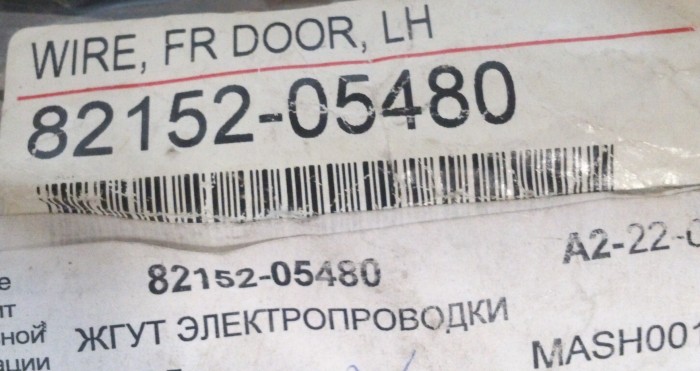 WIRE, FR DOOR, LH
82152-05480
82152-05480
A2-22-
ЖГУТ ЭЛЕКТРОПРОВОДКИ
MASH001